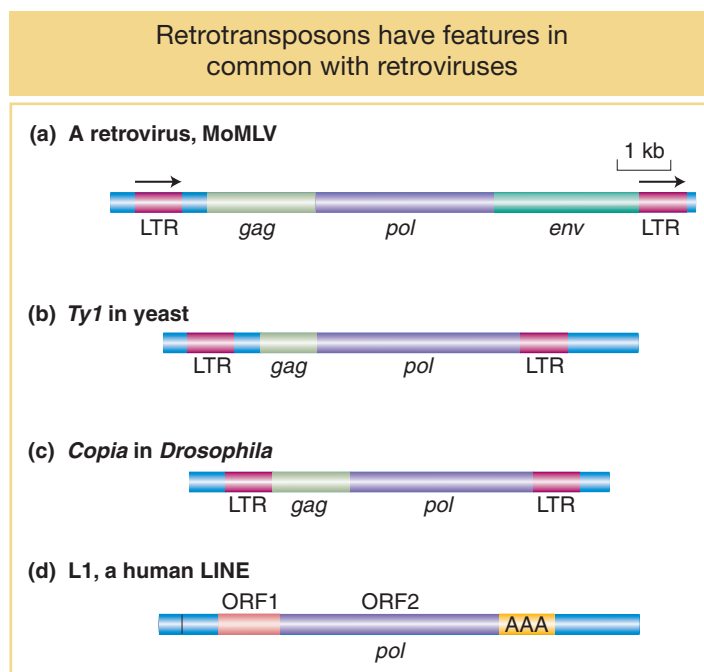 Retrotransposons have features in
common with retroviruses
(a) A retrovirus, MoMLV
1 kb
LTR gag pol env LTR
(b) Ty1 in yeast
LTR gag pol LTR
(c) Copia in Drosophila
LTR gag pol LTR
(d) L1, a human LINE
ORF1 ORF2
AAA
pol